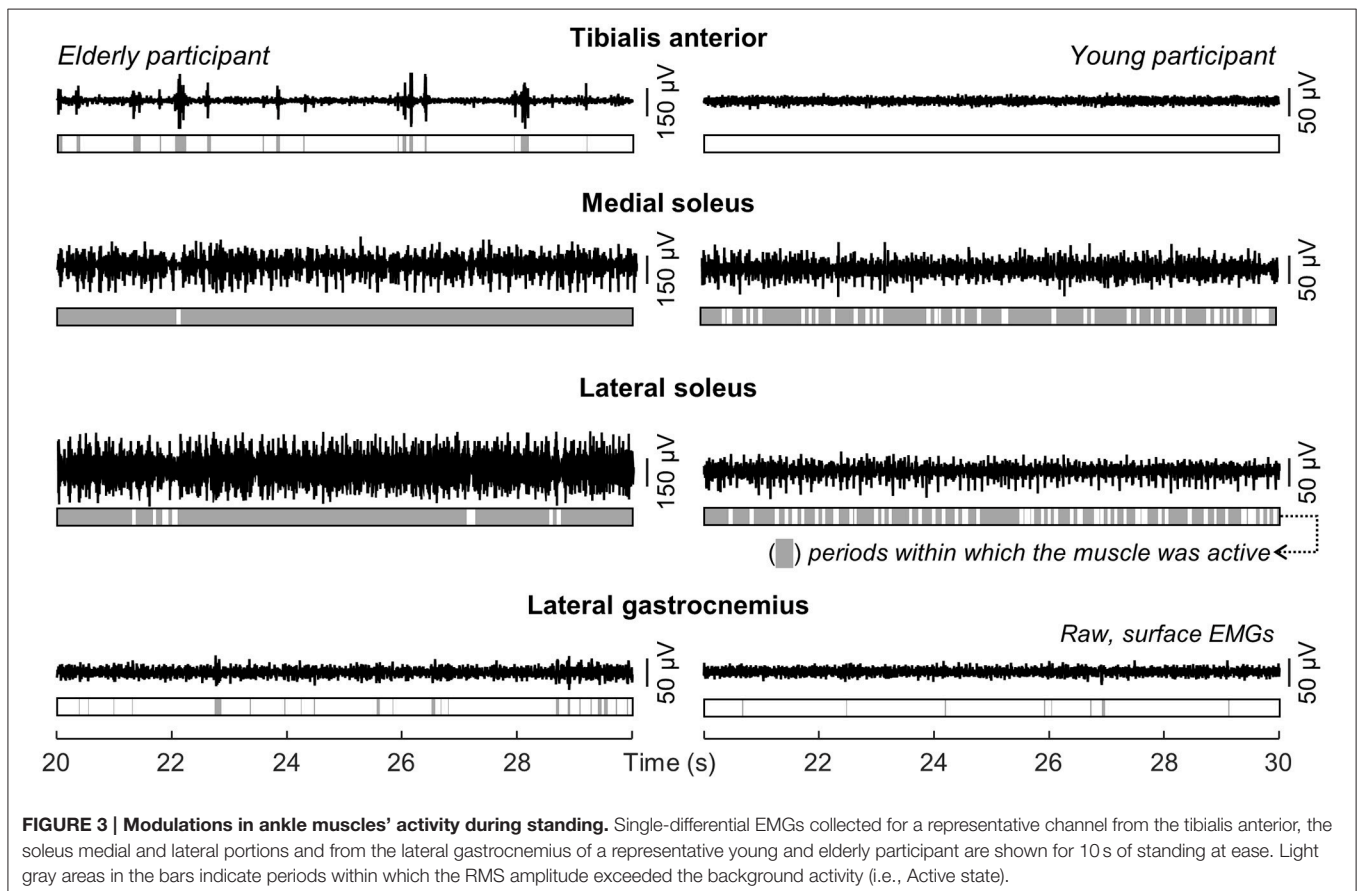 Tibialis anterior
Elderly participant
Young participant
150 µV
50 µV
Medial soleus
150 µV
50 µV
Lateral soleus
150 µV
50 µV
( ) periods within which the muscle was active
Lateral gastrocnemius
Raw, surface EMGs
50 µV
50 µV
20 22 24 26 28 Time (s) 22 24 26 28 30
FIGURE 3 | Modulations in ankle muscles’ activity during standing. Single-differential EMGs collected for a representative channel from the tibialis anterior, the
soleus medial and lateral portions and from the lateral gastrocnemius of a representative young and elderly participant are shown for 10 s of standing at ease. Light
gray areas in the bars indicate periods within which the RMS amplitude exceeded the background activity (i.e., Active state).